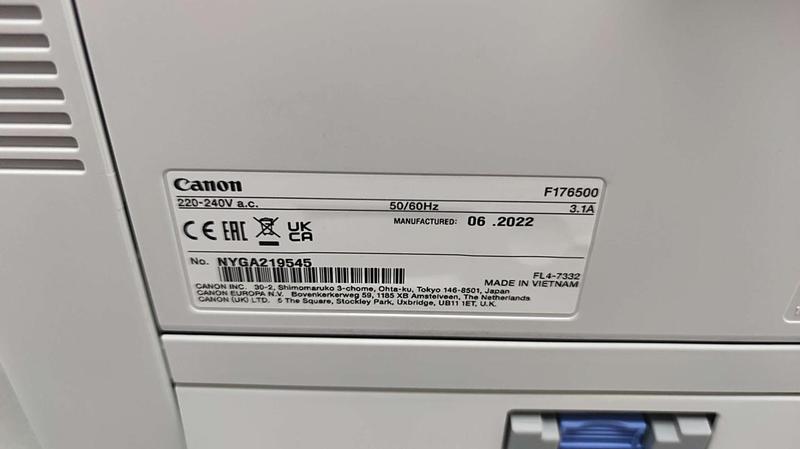 Canon F176500
220-240V a.c. 50/60Hz 3.1A
MANUFACTURED: 06 .2022
CE EAC UK CA
No. NYGA219545
FL4-7332
MADE IN VIETNAM
CANON INC. 30-2, Shimomaruko 3-chome, Ohta-ku, Tokyo 146-8501, Japan
CANON EUROPA N.V. Bovenkerkerweg 59, 1185 XB Amstelveen, The Netherlands
CANON (UK) LTD. 5 The Square, Stockley Park, Uxbridge, UB11 1ET, U.K.